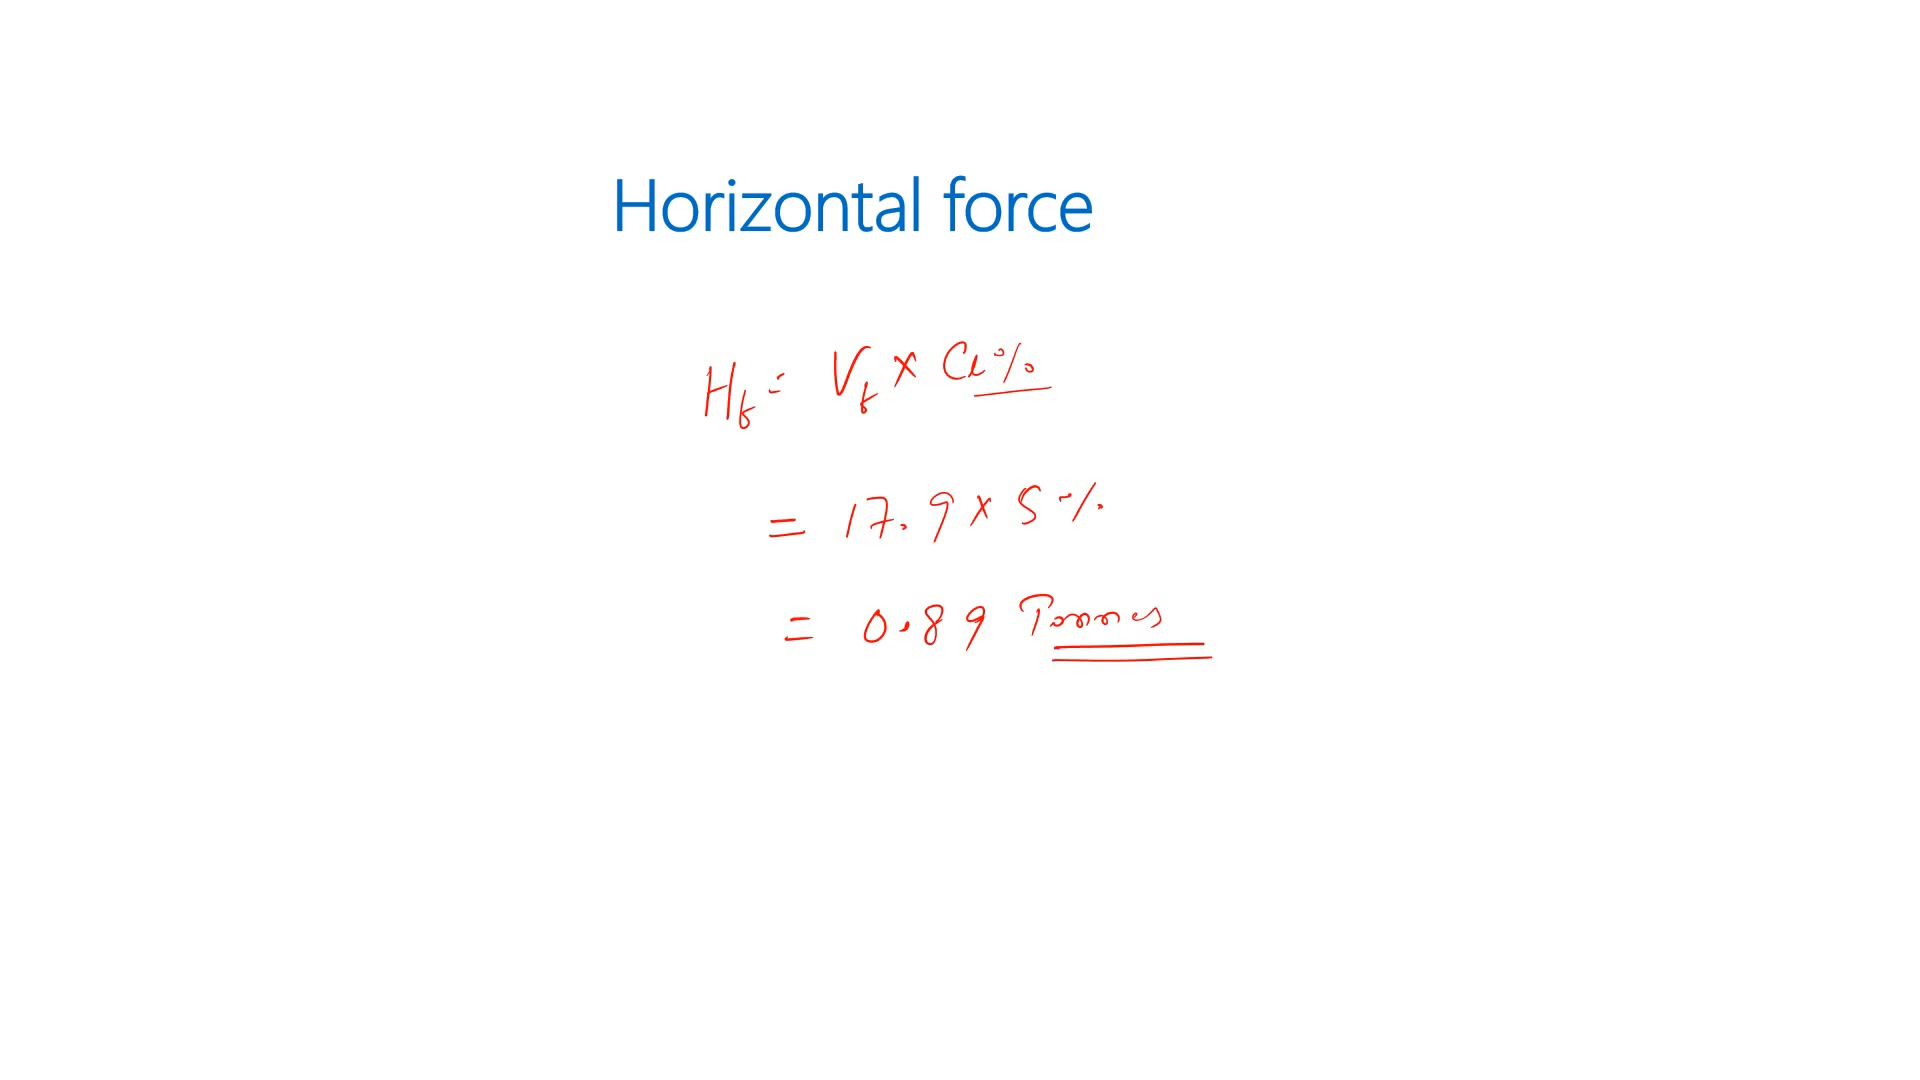 Horizontal force
Hf = Vf × Cl%
= 17.9 × 5%
= 0.89 Tonnes